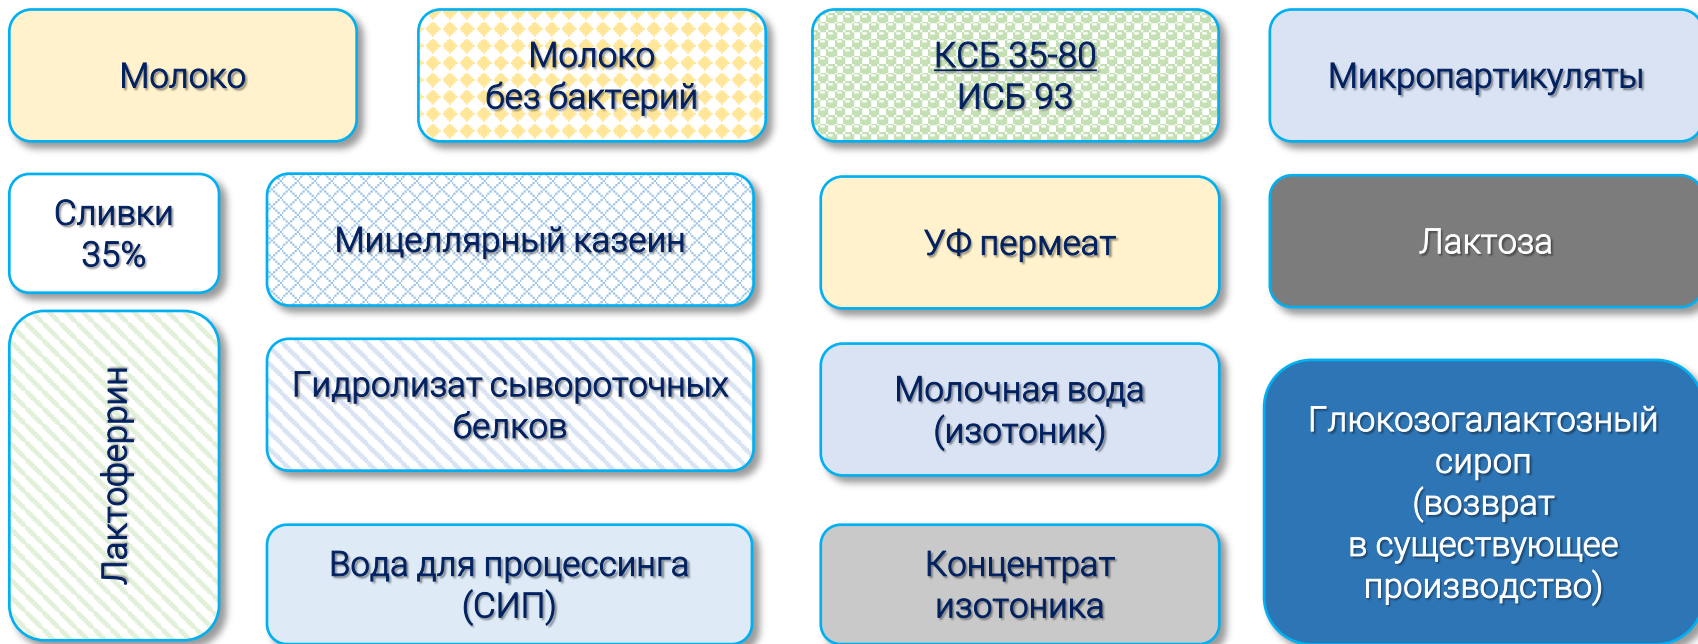 Молоко
Молоко
без бактерий
КСБ 35-80
ИСБ 93
Микропартикуляты
Сливки
35%
Мицеллярный казеин
УФ пермеат
Лактоза
Лактоферрин
Гидролизат сывороточных
белков
Молочная вода
(изотоник)
Глюкозогалактозный
сироп
(возврат
в существующее
производство)
Вода для процессинга
(СИП)
Концентрат
изотоника